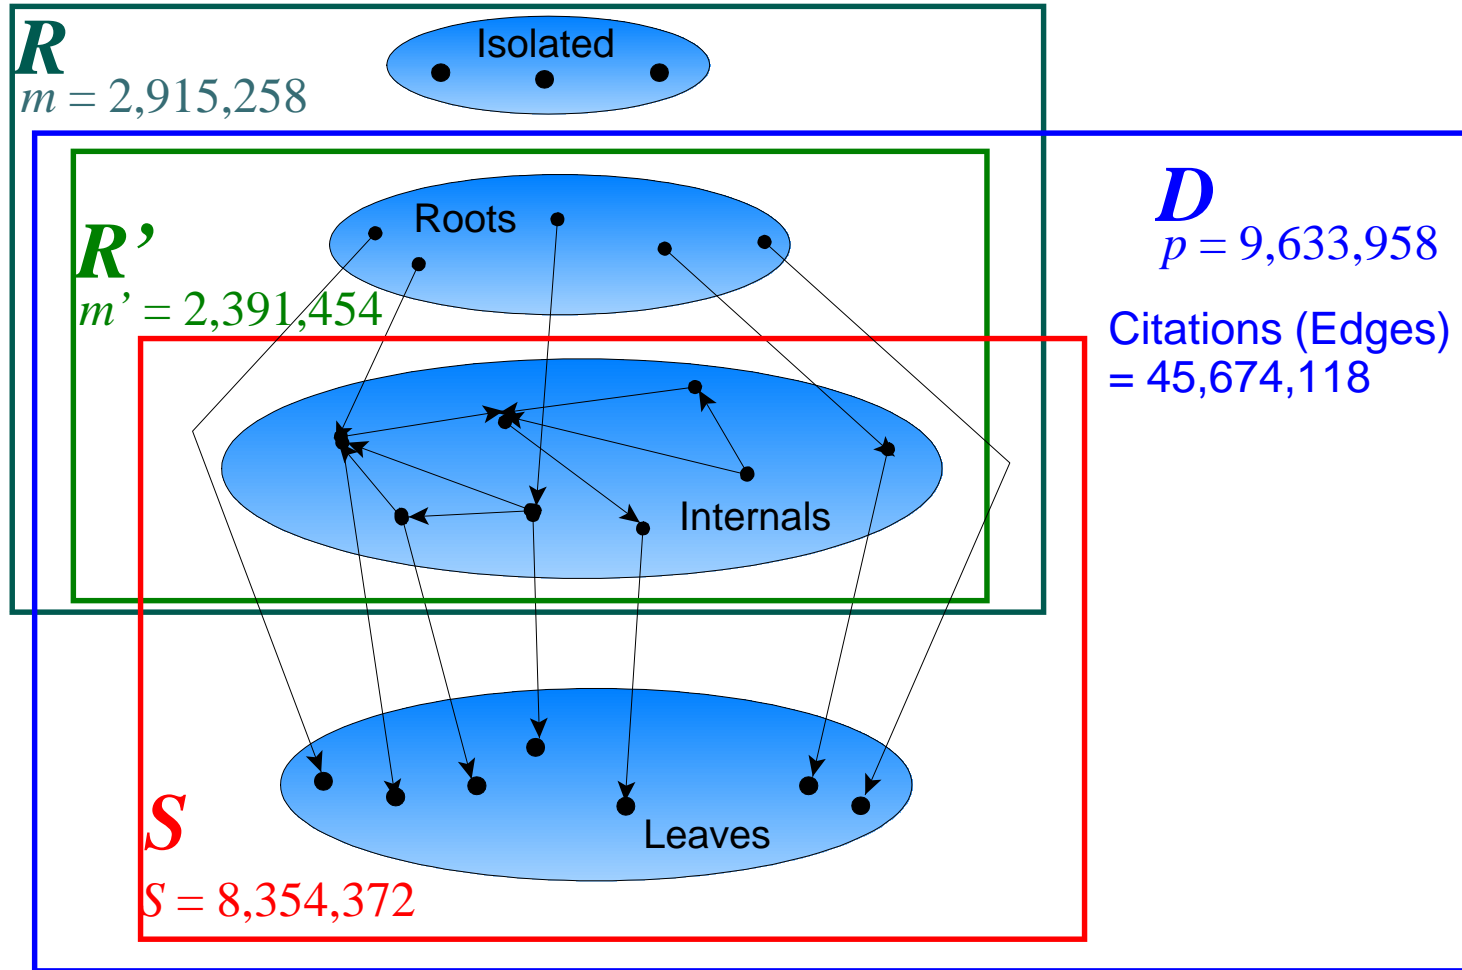 R
m = 2,915,258
Isolated
Roots
R’
m’ = 2,391,454
D
p = 9,633,958
Citations (Edges)
= 45,674,118
Internals
Leaves
S
S = 8,354,372